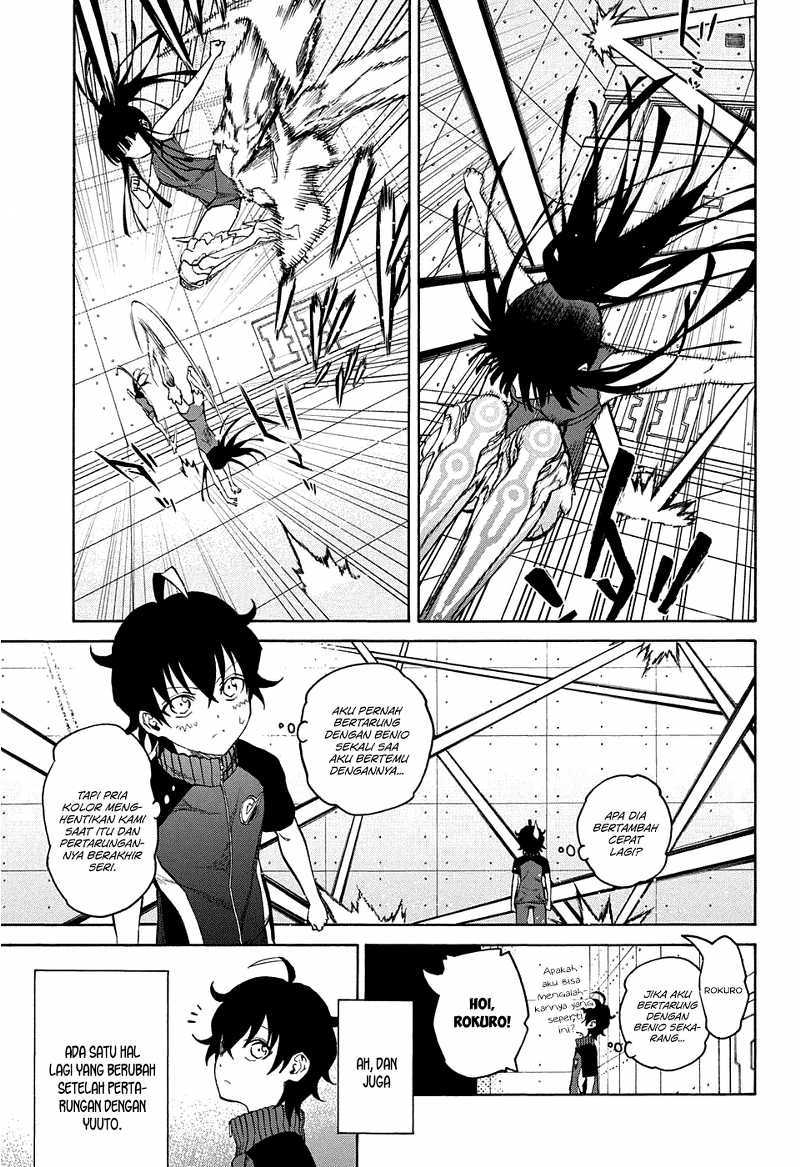 APA DIA
BERTAMBAH
CEPAT
LAGI?
AKU PERNAH
BERTARUNG
DENGAN BENIO
SEKALI SAA
AKU BERTEMU
DENGANNYA...
TAPI PRIA
KOLOR MENG-
HENTIKAN KAMI
SAAT ITU DAN
PERTARUNGAN-
NYA BERAKHIR
SERI.
ROKURO
JIKA AKU
BERTARUNG
DENGAN
BENIO SEKA-
RANG...
Apakah
aku bisa
mengalah-
kannya yang
seperti
ini?
HOI,
ROKURO!
AH, DAN
JUGA
ADA SATU HAL
LAGI YANG BERUBAH
SETELAH PERTA-
RUNGAN DENGAN
YUUTO.